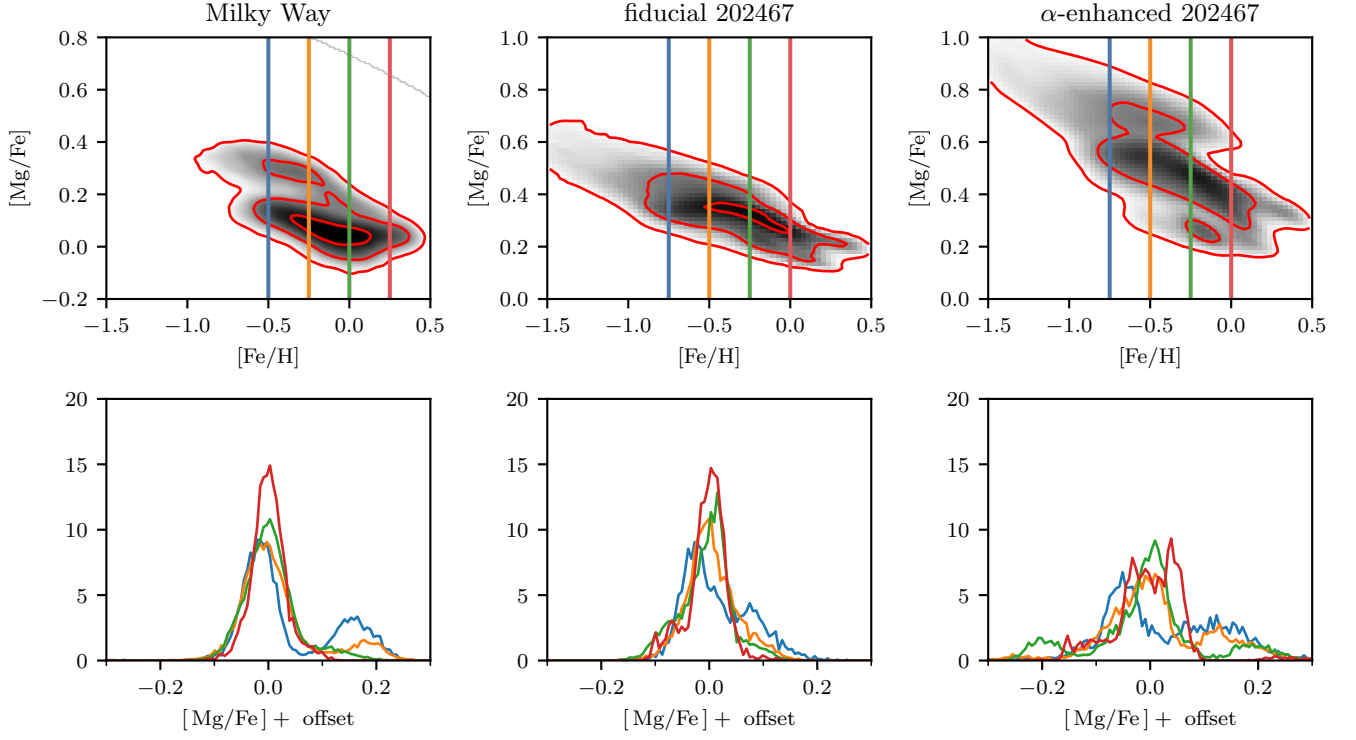 Milky Way
fiducial 202467
α-enhanced 202467
0.8
0.6
0.4
0.2
0.0
−0.2
[Mg/Fe]
−1.5 −1.0 −0.5 0.0 0.5
[Fe/H]
1.0
0.8
0.6
0.4
0.2
0.0
[Mg/Fe]
−1.5 −1.0 −0.5 0.0 0.5
[Fe/H]
1.0
0.8
0.6
0.4
0.2
0.0
[Mg/Fe]
−1.5 −1.0 −0.5 0.0 0.5
[Fe/H]
20
15
10
5
0
−0.2 0.0 0.2
[Mg/Fe] + offset
20
15
10
5
0
−0.2 0.0 0.2
[Mg/Fe] + offset
20
15
10
5
0
−0.2 0.0 0.2
[Mg/Fe] + offset